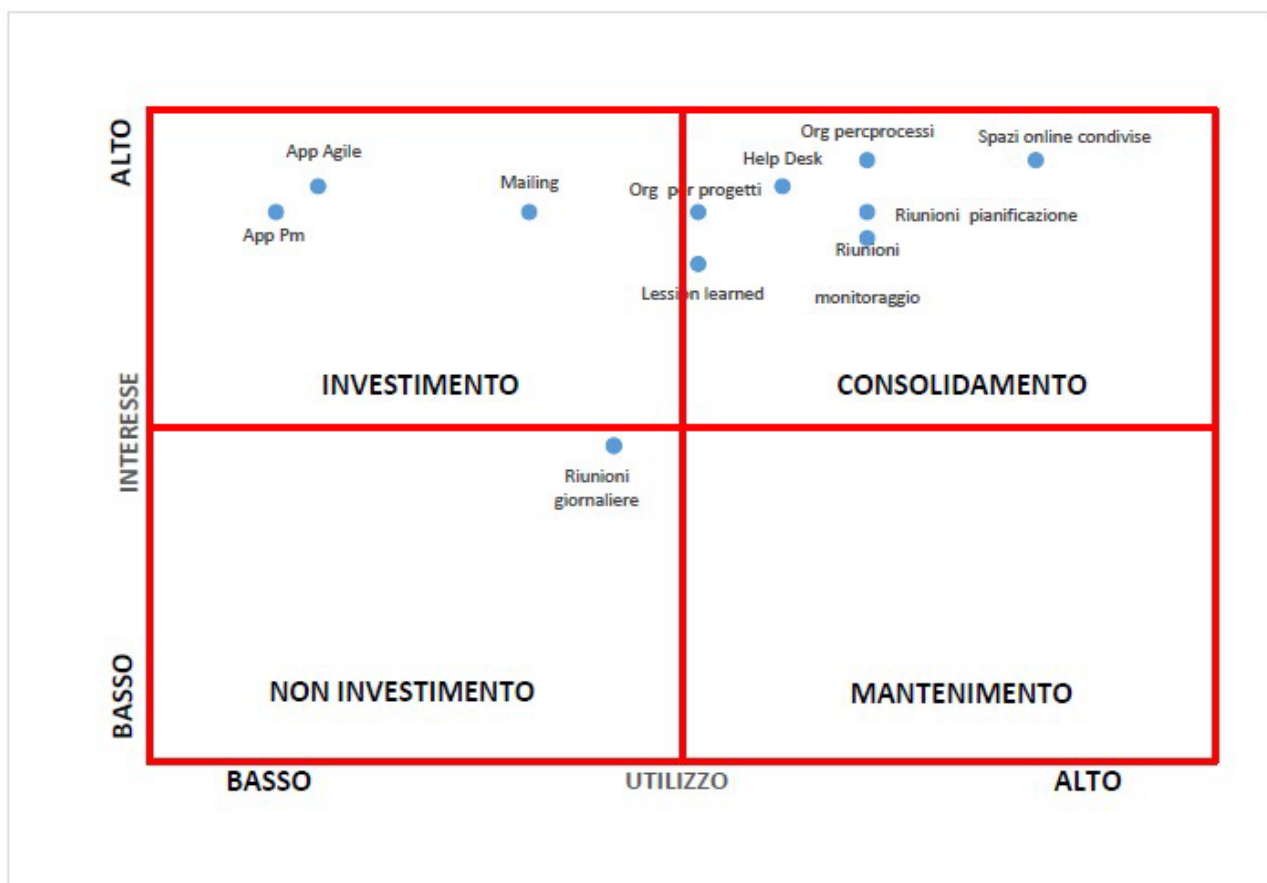 ALTO
Org percprocessi
Spazi online condivise
App Agile
Help Desk
Mailing
Org per progetti
Riunioni pianificazione
App Pm
Riunioni
monitoraggio
Lession learned
INVESTIMENTO
CONSOLIDAMENTO
INTERESSE
Riunioni
giornaliere
BASSO
NON INVESTIMENTO
MANTENIMENTO
BASSO
UTILIZZO
ALTO